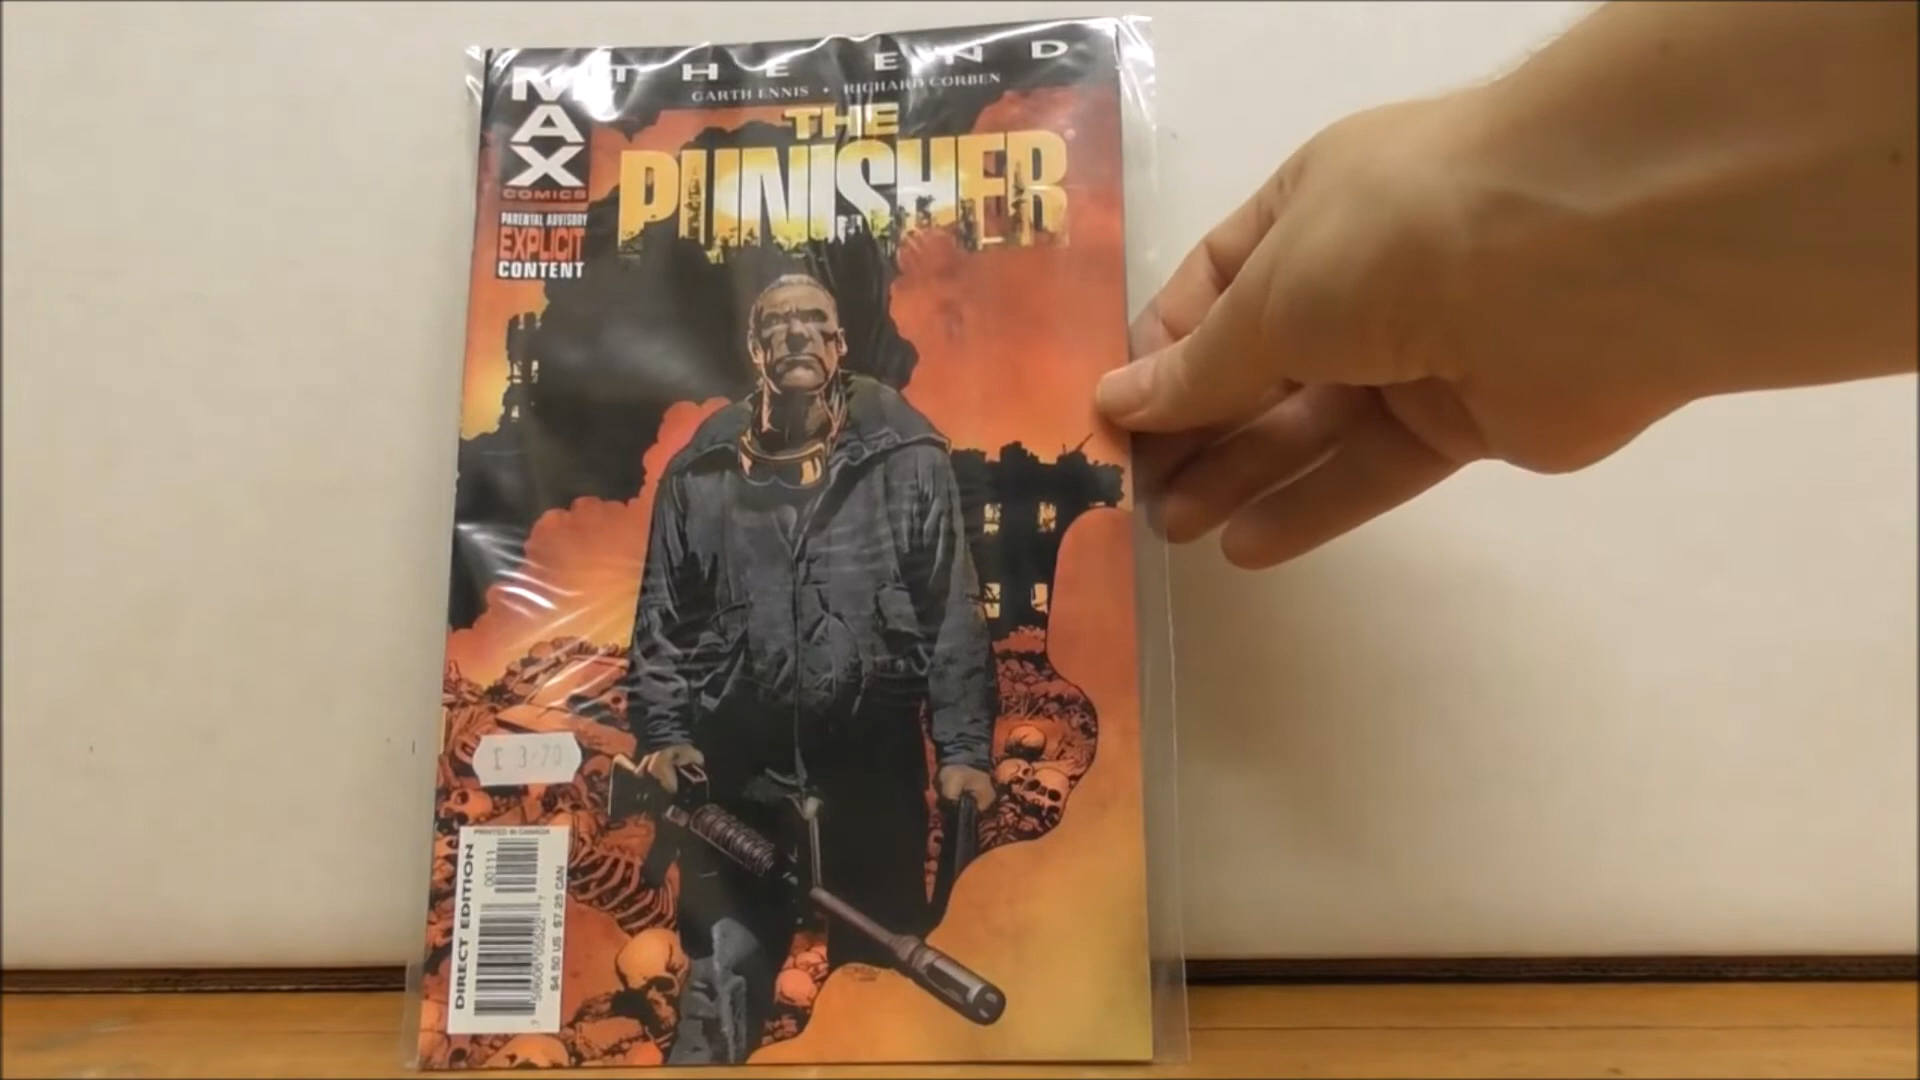 THE END
GARTH ENNIS • RICHARD CORBEN
MAX
COMICS
THE
PUNISHER
PARENTAL ADVISORY
EXPLICIT
CONTENT
£ 3.70
PRINTED IN CANADA
DIRECT EDITION
00111
$4.50 US $7.25 CAN